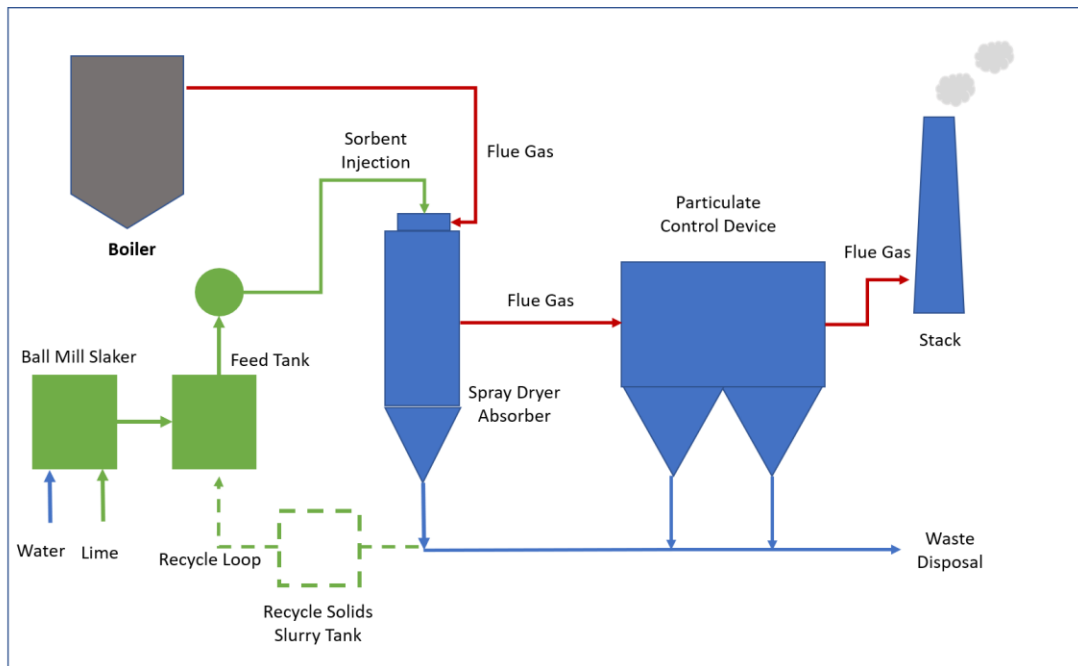 Boiler
Sorbent
Injection
Flue Gas
Particulate
Control Device
Flue Gas
Flue Gas
Stack
Ball Mill Slaker
Feed Tank
Spray Dryer
Absorber
Water
Lime
Recycle Loop
Recycle Solids
Slurry Tank
Waste
Disposal